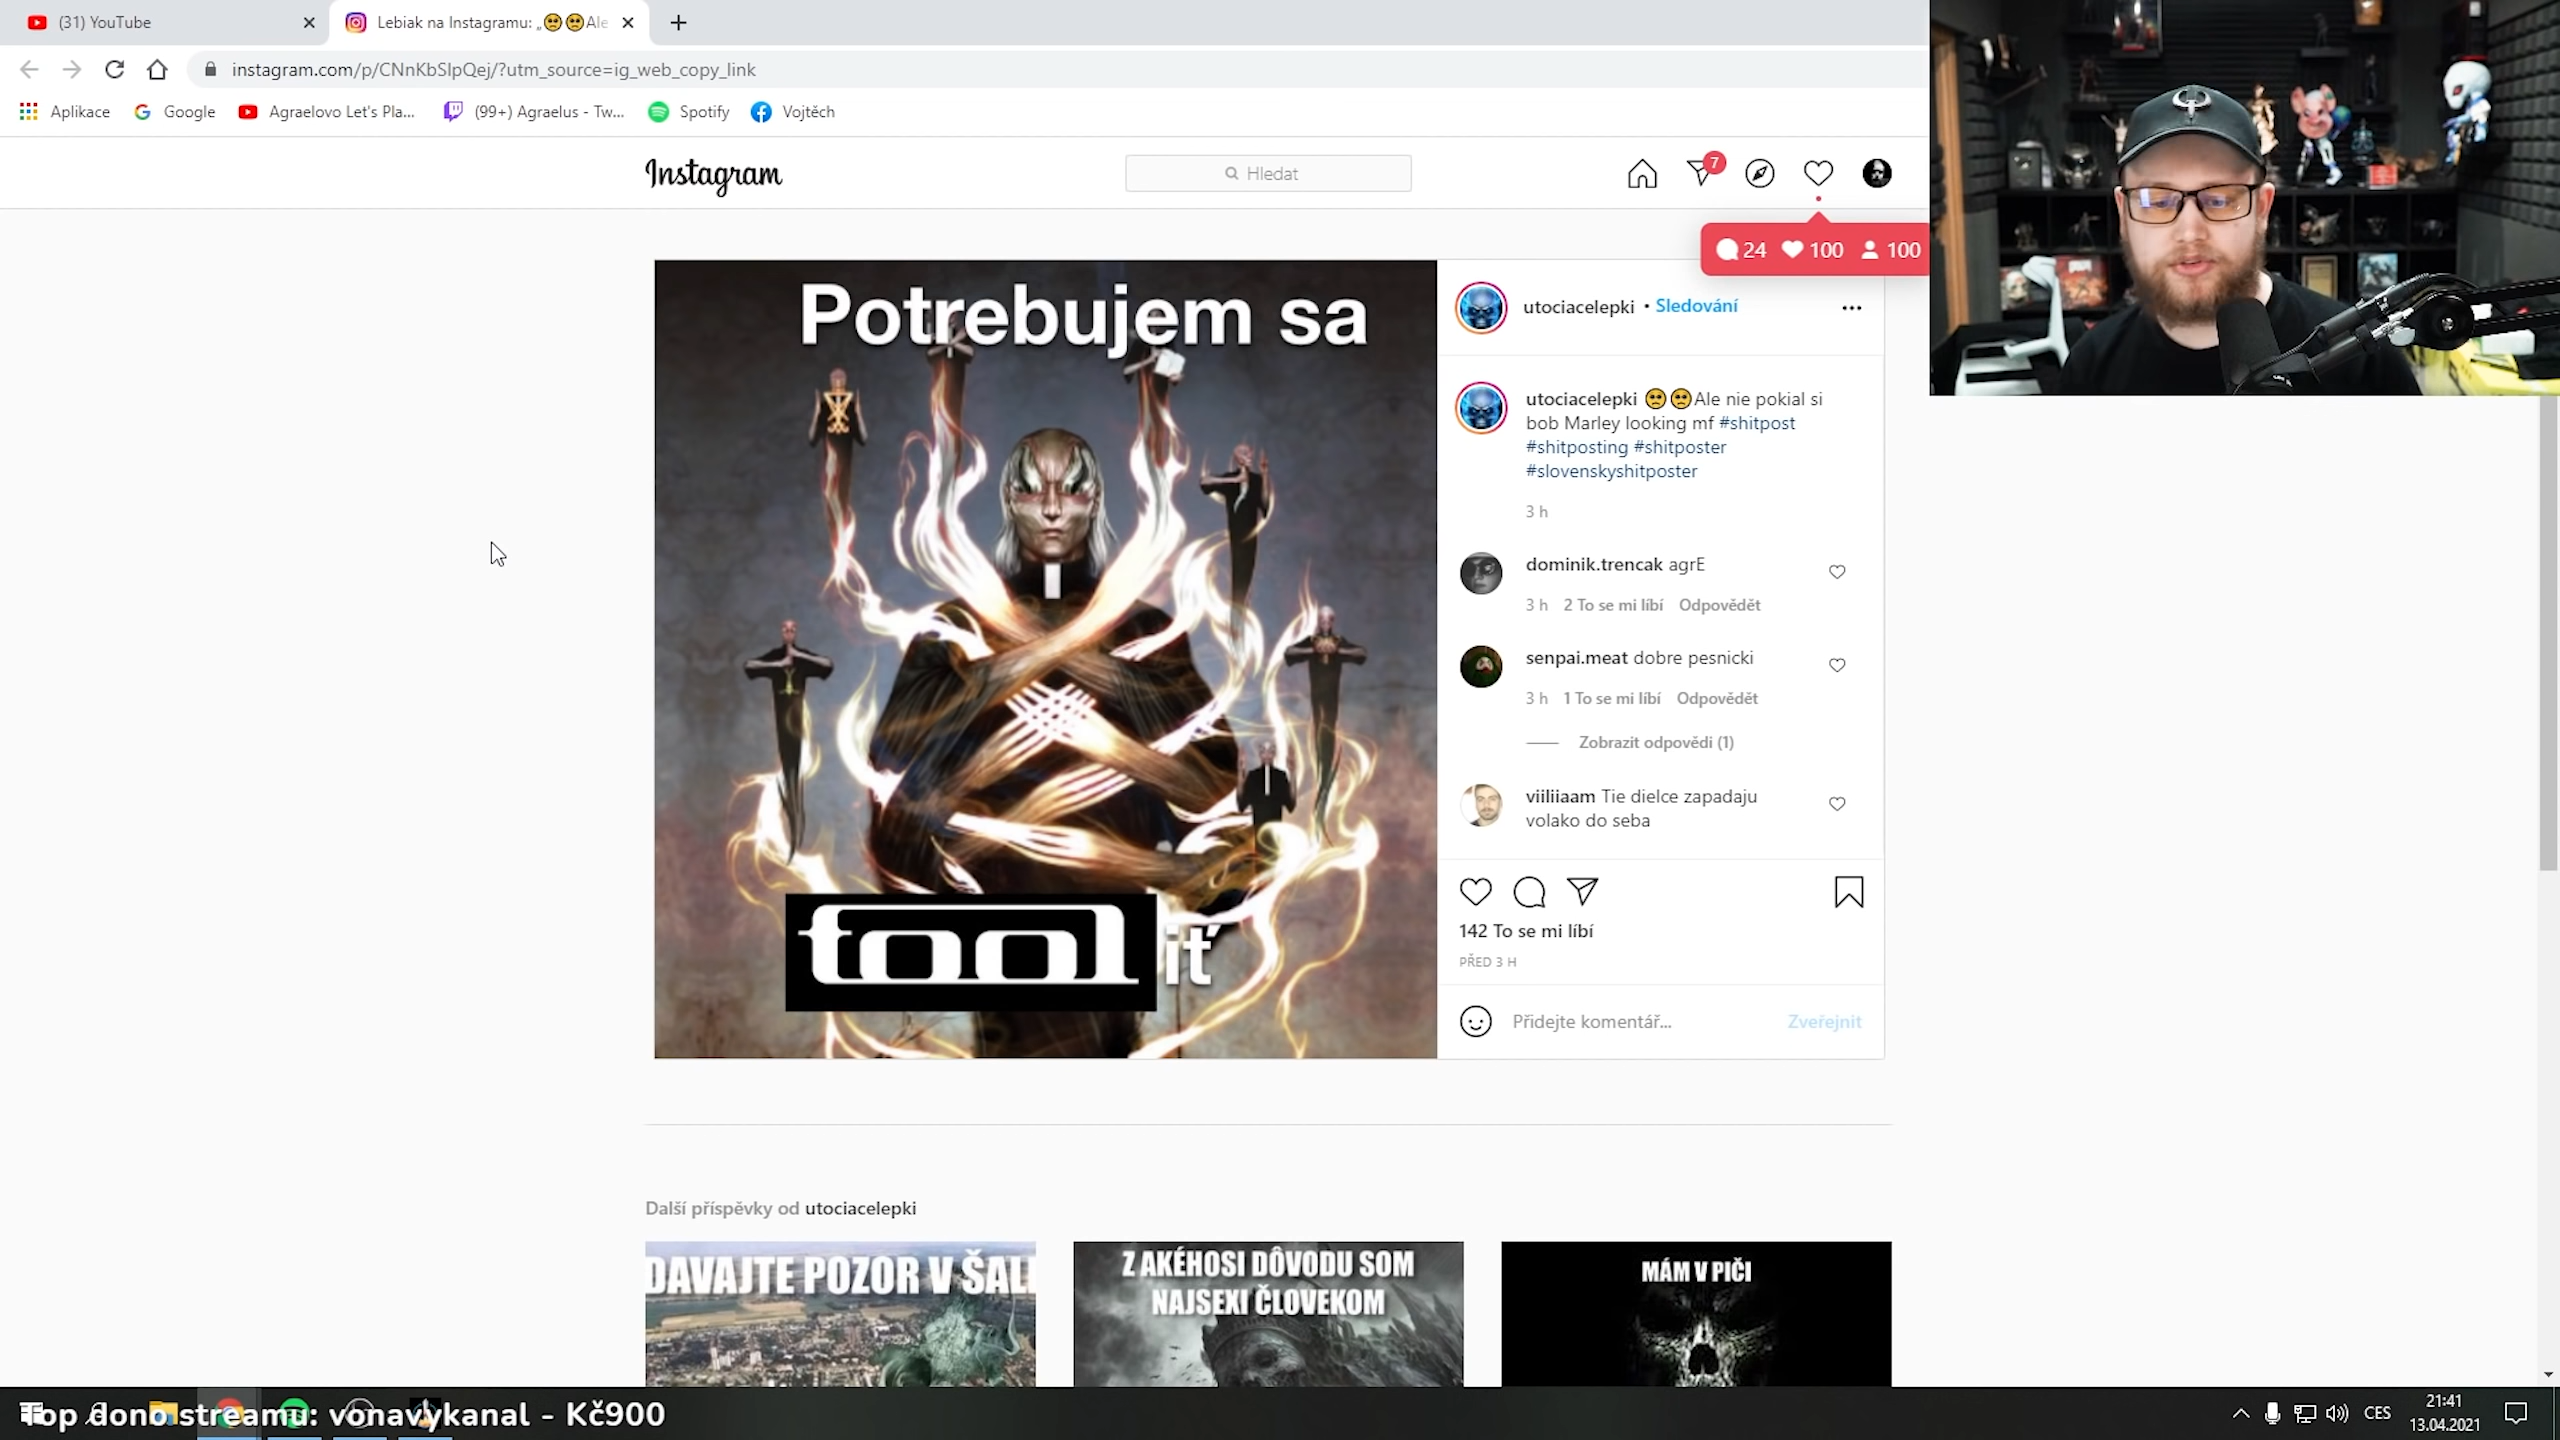 (31) YouTube
Lebiak na Instagramu: „🥺🥺Ale
instagram.com/p/CNnKbSlpQej/?utm_source=ig_web_copy_link
Aplikace
Google
Agraelovo Let's Pla...
(99+) Agraelus - Tw...
Spotify
Vojtěch
Instagram
Hledat
7
24 100 100
Potrebujem sa
tool iť
utociacelepki • Sledování
utociacelepki 🥺🥺Ale nie pokial si
bob Marley looking mf #shitpost
#shitposting #shitposter
#slovenskyshitposter
3 h
dominik.trencak agrE
3 h 2 To se mi líbí Odpovědět
senpai.meat dobre pesnicki
3 h 1 To se mi líbí Odpovědět
Zobrazit odpovědi (1)
viiliiaam Tie dielce zapadaju
volako do seba
142 To se mi líbí
PŘED 3 H
Přidejte komentář...
Zveřejnit
Další příspěvky od utociacelepki
DAVAJTE POZOR V ŠALI
Z AKÉHOSI DÔVODU SOM
NAJSEXI ČLOVEKOM
MÁM V PIČI
Top dono streamu: vonavykanal - Kč900
CES
21:41
13.04.2021